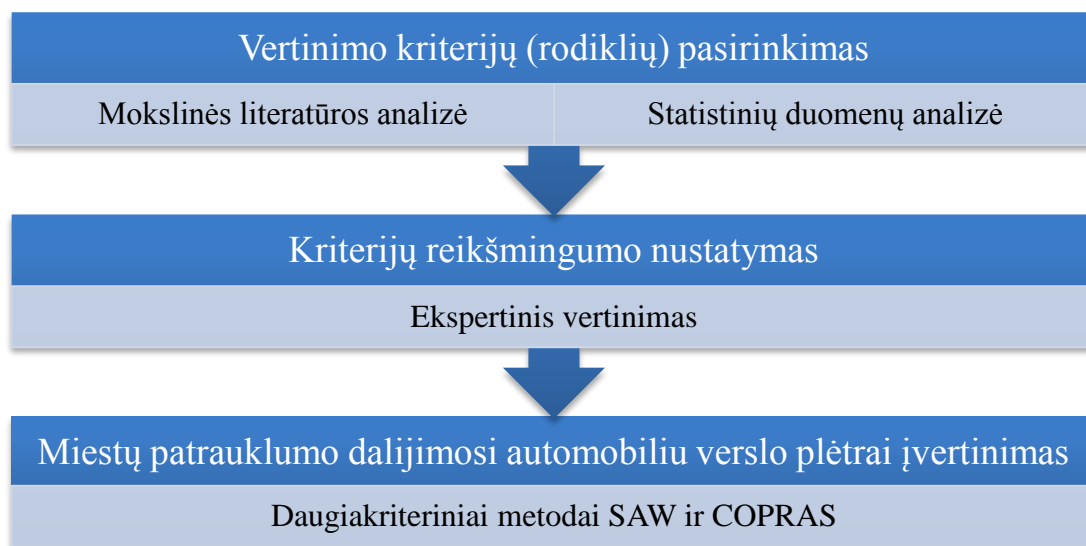 Vertinimo kriterijų (rodiklių) pasirinkimas
Mokslinės literatūros analizė
Statistinių duomenų analizė
Kriterijų reikšmingumo nustatymas
Ekspertinis vertinimas
Miestų patrauklumo dalijimosi automobiliu verslo plėtrai įvertinimas
Daugiakriteriniai metodai SAW ir COPRAS